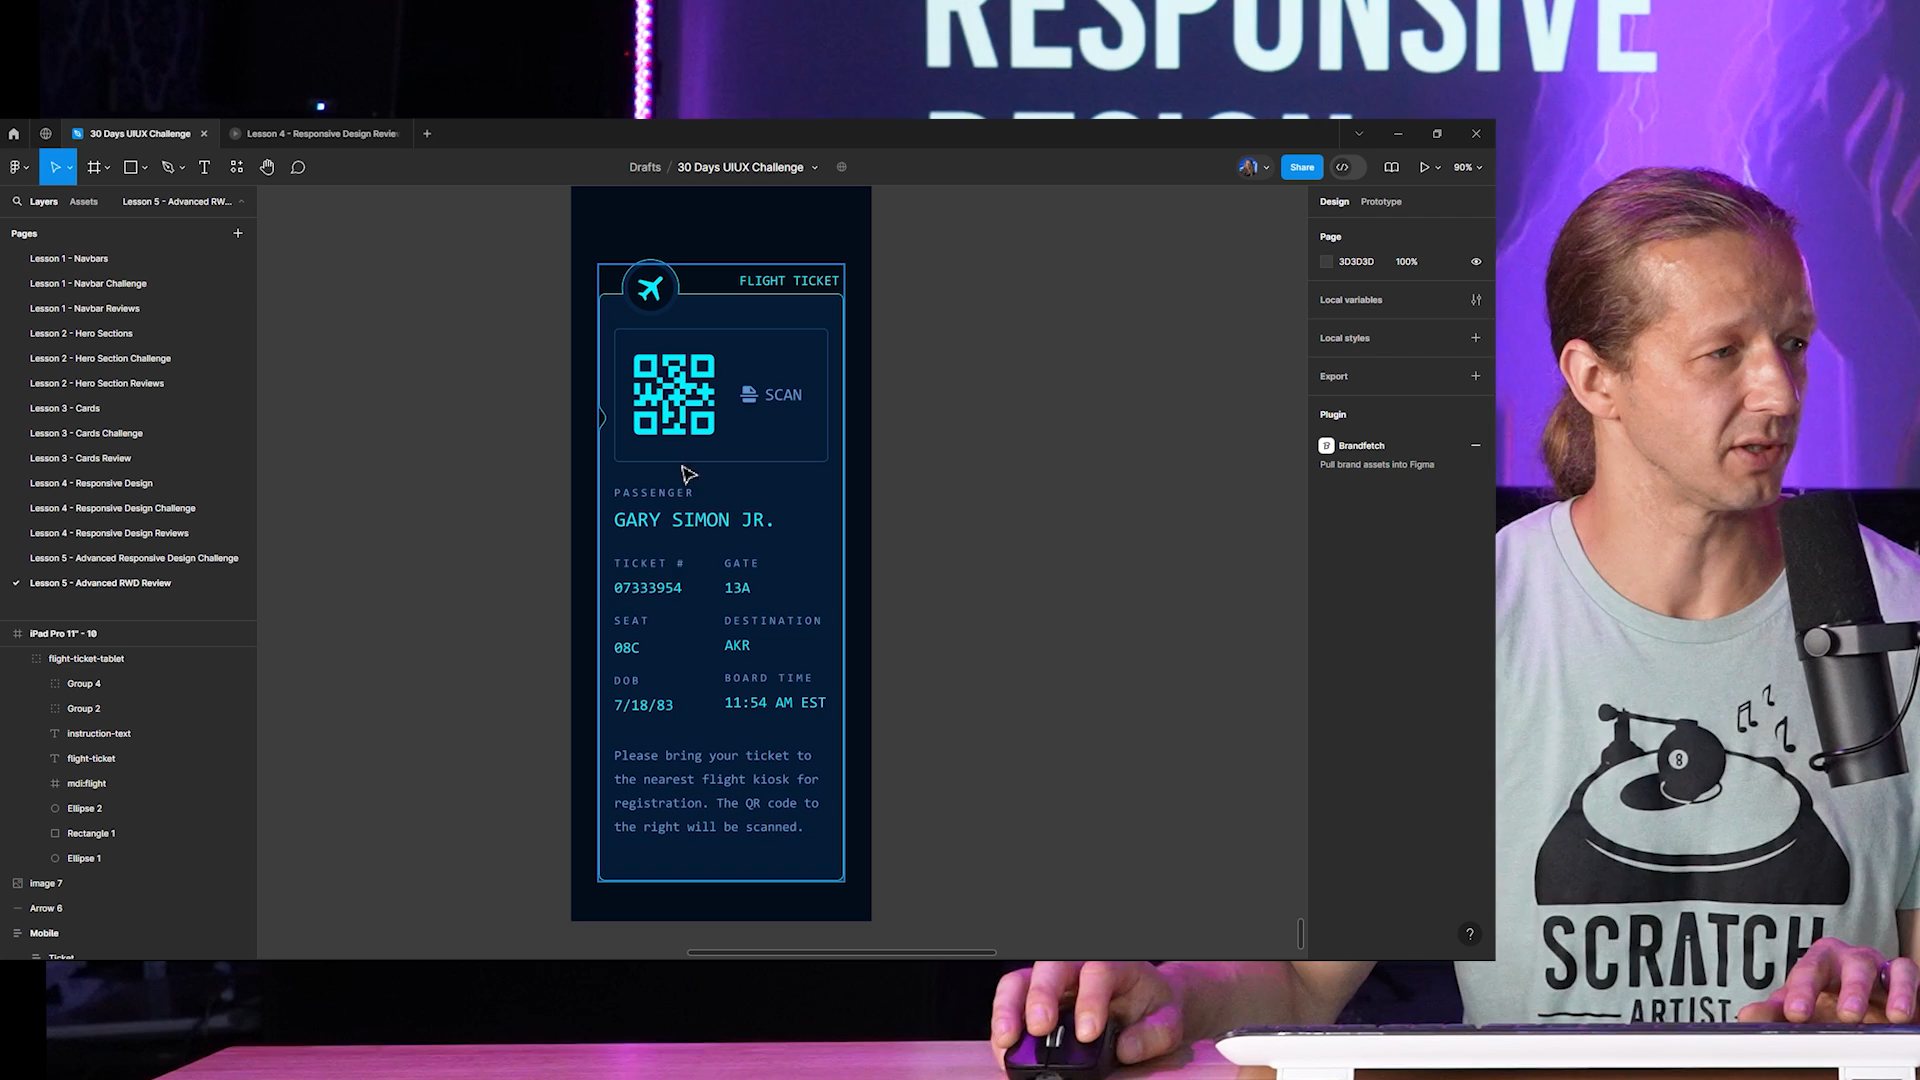 RESPONSIVE
DESIGN
30 Days UIUX Challenge
Lesson 4 - Responsive Design Revie
Drafts / 30 Days UIUX Challenge
Share
90%
Layers
Assets
Lesson 5 - Advanced RW...
Design
Prototype
Pages
Lesson 1 - Navbars
Lesson 1 - Navbar Challenge
Lesson 1 - Navbar Reviews
Lesson 2 - Hero Sections
Lesson 2 - Hero Section Challenge
Lesson 2 - Hero Section Reviews
Lesson 3 - Cards
Lesson 3 - Cards Challenge
Lesson 3 - Cards Review
Lesson 4 - Responsive Design
Lesson 4 - Responsive Design Challenge
Lesson 4 - Responsive Design Reviews
Lesson 5 - Advanced Responsive Design Challenge
Lesson 5 - Advanced RWD Review
iPad Pro 11" - 10
flight-ticket-tablet
Group 4
Group 2
instruction-text
flight-ticket
mdi:flight
Ellipse 2
Rectangle 1
Ellipse 1
image 7
Arrow 6
Mobile
Ticket
FLIGHT TICKET
SCAN
PASSENGER
GARY SIMON JR.
TICKET # GATE
07333954 13A
SEAT DESTINATION
08C AKR
DOB BOARD TIME
7/18/83 11:54 AM EST
Please bring your ticket to
the nearest flight kiosk for
registration. The QR code to
the right will be scanned.
Page
3D3D3D 100%
Local variables
Local styles
Export
Plugin
Brandfetch
Pull brand assets into Figma
?
8
SCRATCH
ARTIST